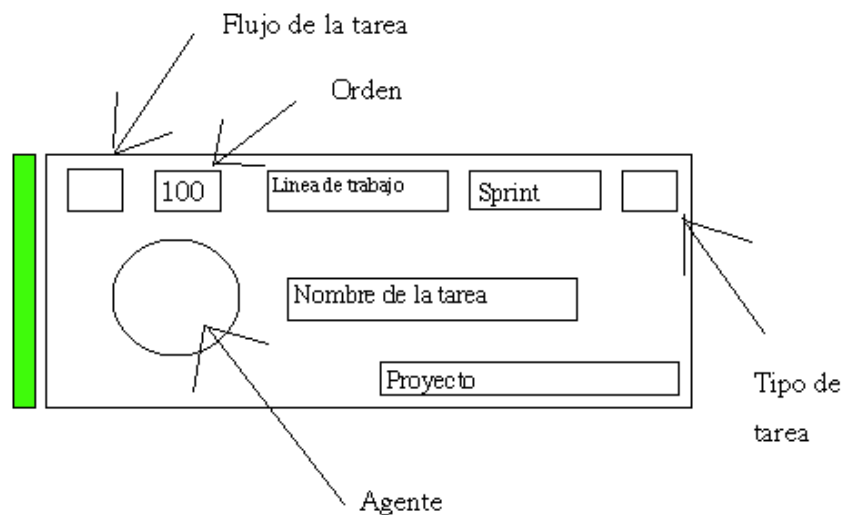 Flujo de la tarea
Orden
100
Linea de trabajo
Sprint
Nombre de la tarea
Proyecto
Tipo de
tarea
Agente